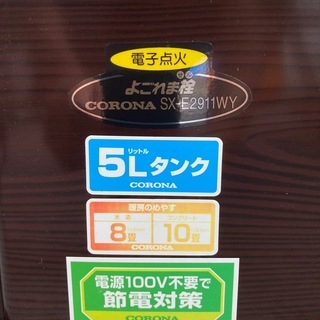 電子点火
よごれま栓
せん
CORONA SX-E2911WY
リットル
5Lタンク
CORONA
暖房のめやす
木造 コンクリート
8畳 10畳
CORONA
電源100V不要で
節電対策
CORONA